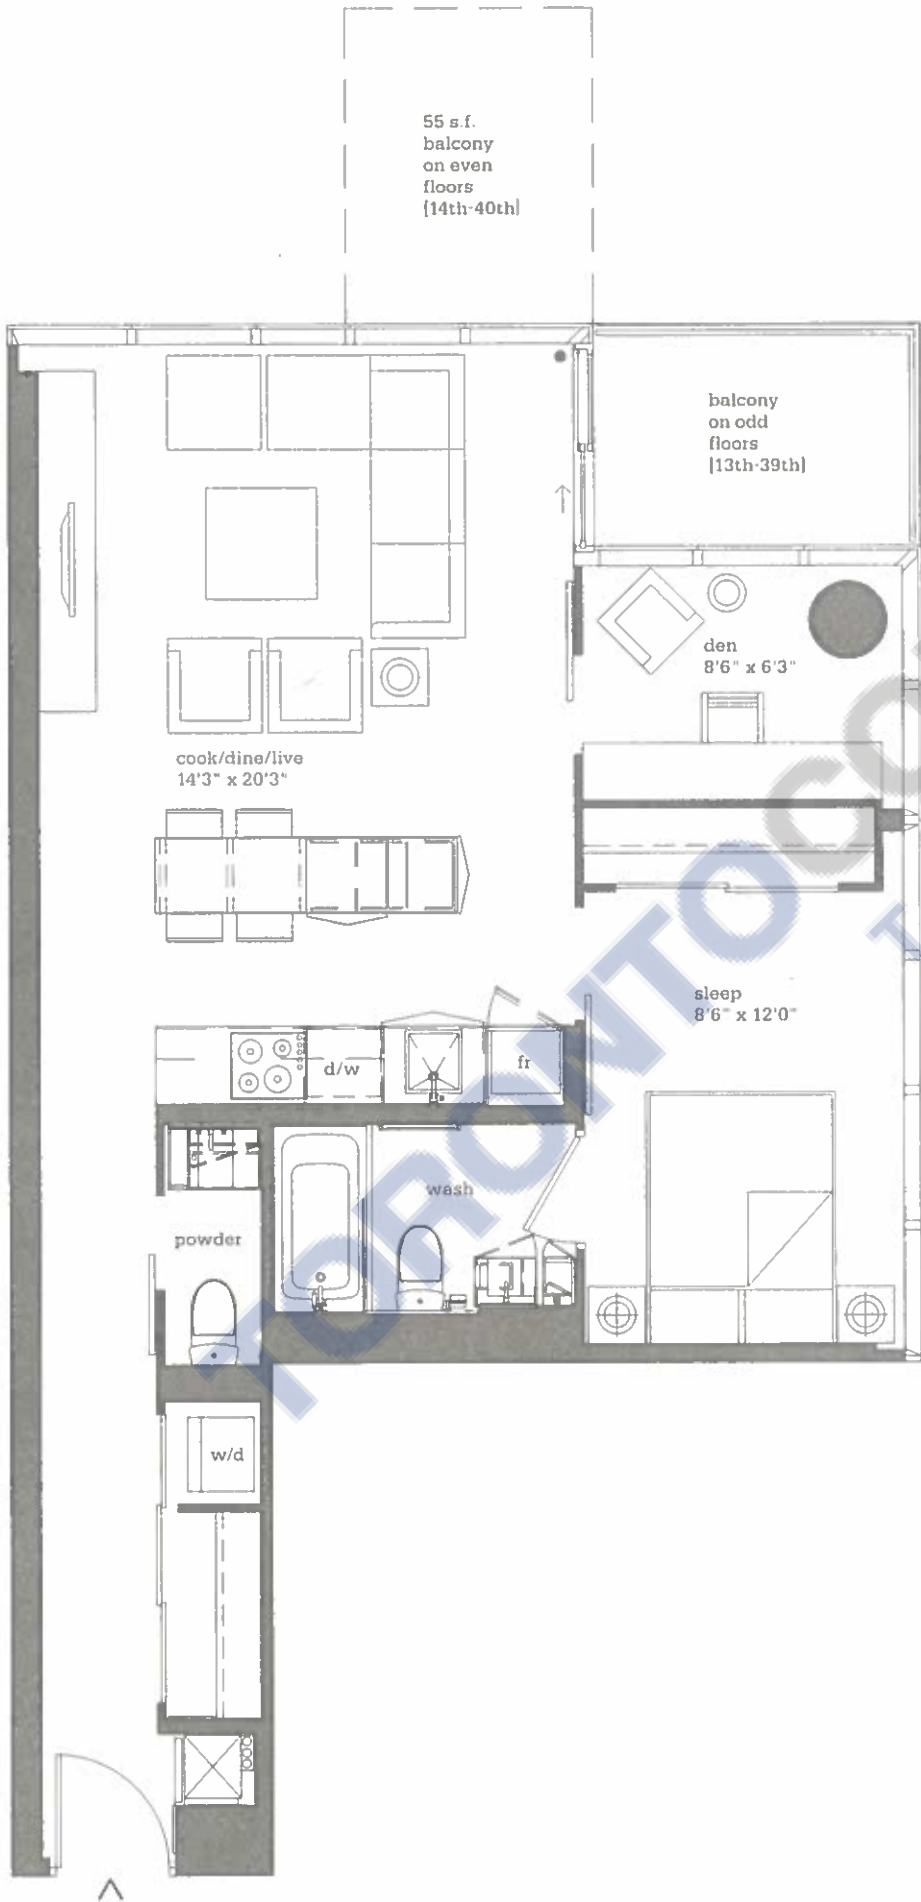 55 s.f.
balcony
on even
floors
(14th-40th)
balcony
on odd
floors
(13th-39th)
den
8'6" x 6'3"
cook/dine/live
14'3" x 20'3"
sleep
8'6" x 12'0"
d/w
fr
wash
powder
w/d
TORONTO